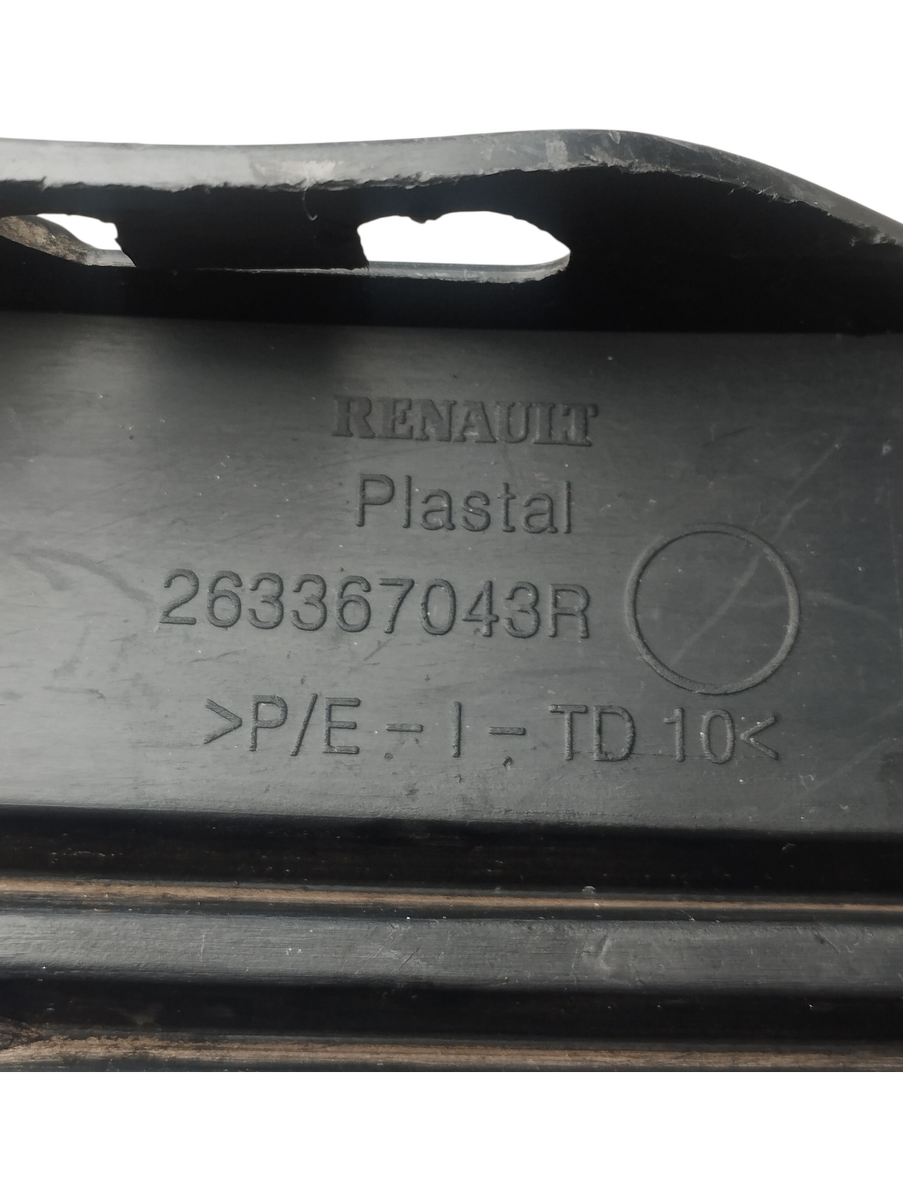 RENAULT
Plastal
263367043R
>P/E - I - TD 10<